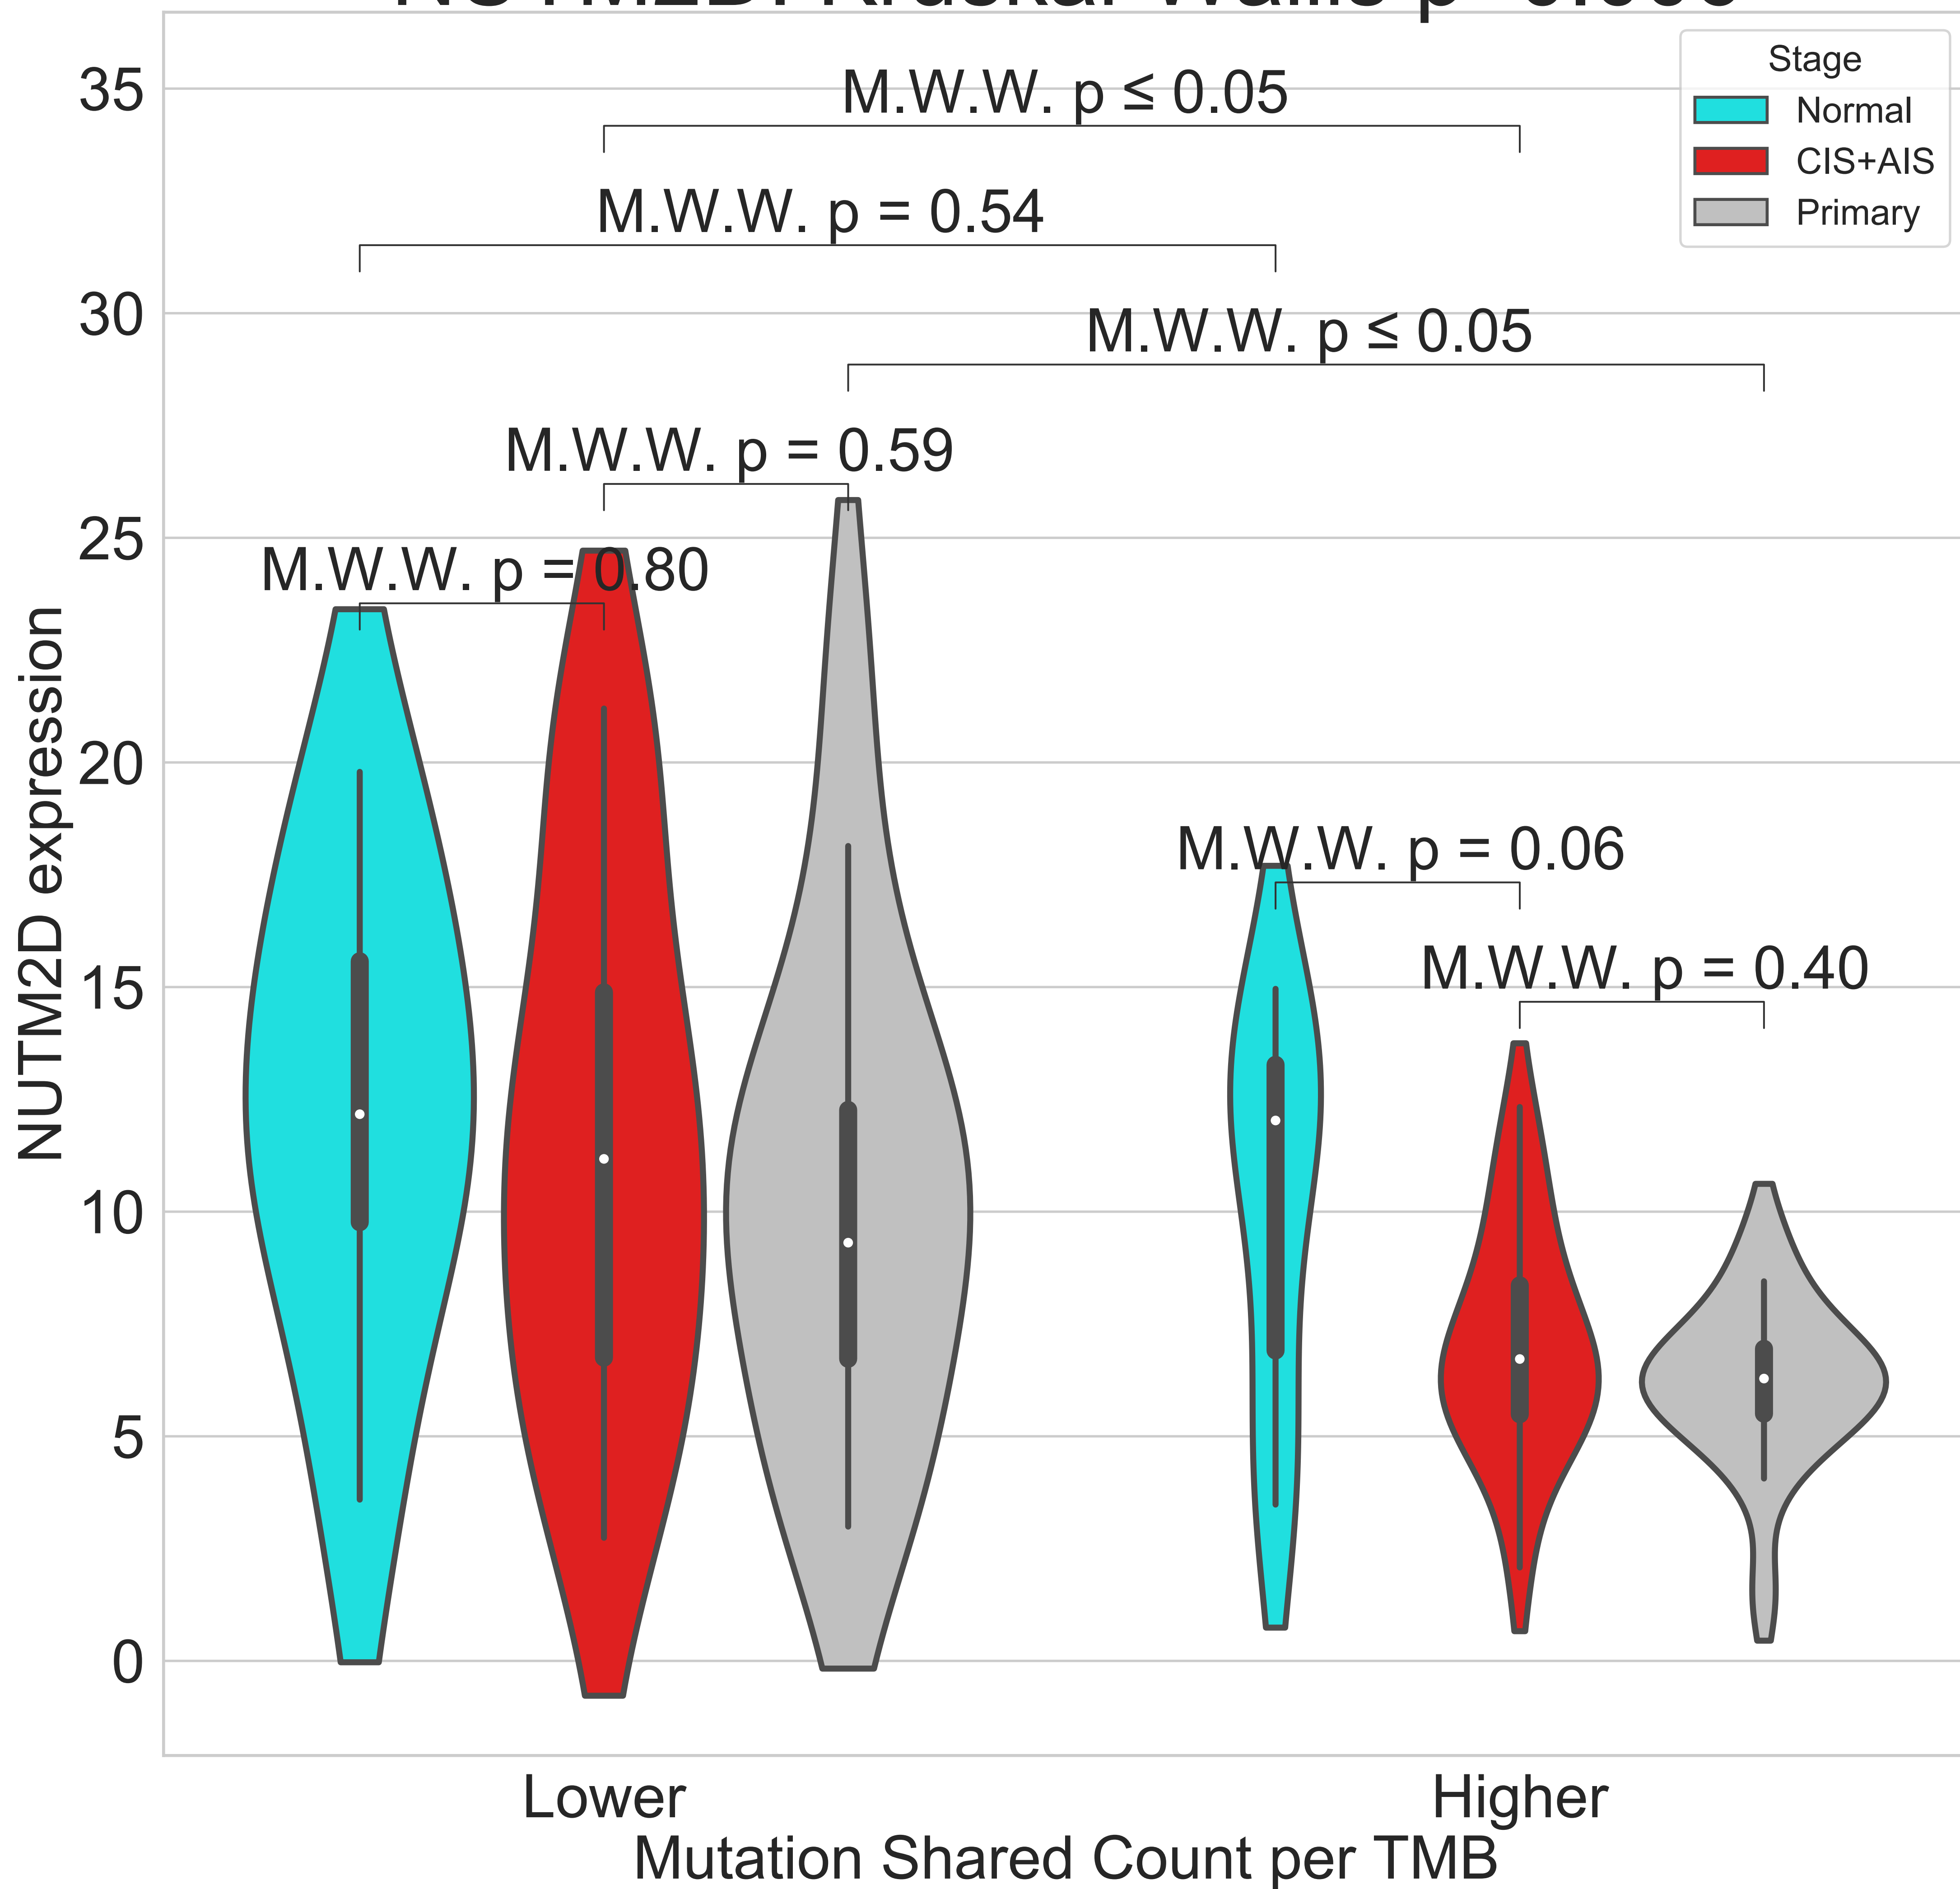 35
30
25
20
15
10
5
0
NUTM2D expression
M.W.W. p ≤ 0.05
M.W.W. p = 0.54
M.W.W. p ≤ 0.05
M.W.W. p = 0.59
M.W.W. p = 0.80
M.W.W. p = 0.06
M.W.W. p = 0.40
Stage
Normal
CIS+AIS
Primary
Lower
Higher
Mutation Shared Count per TMB